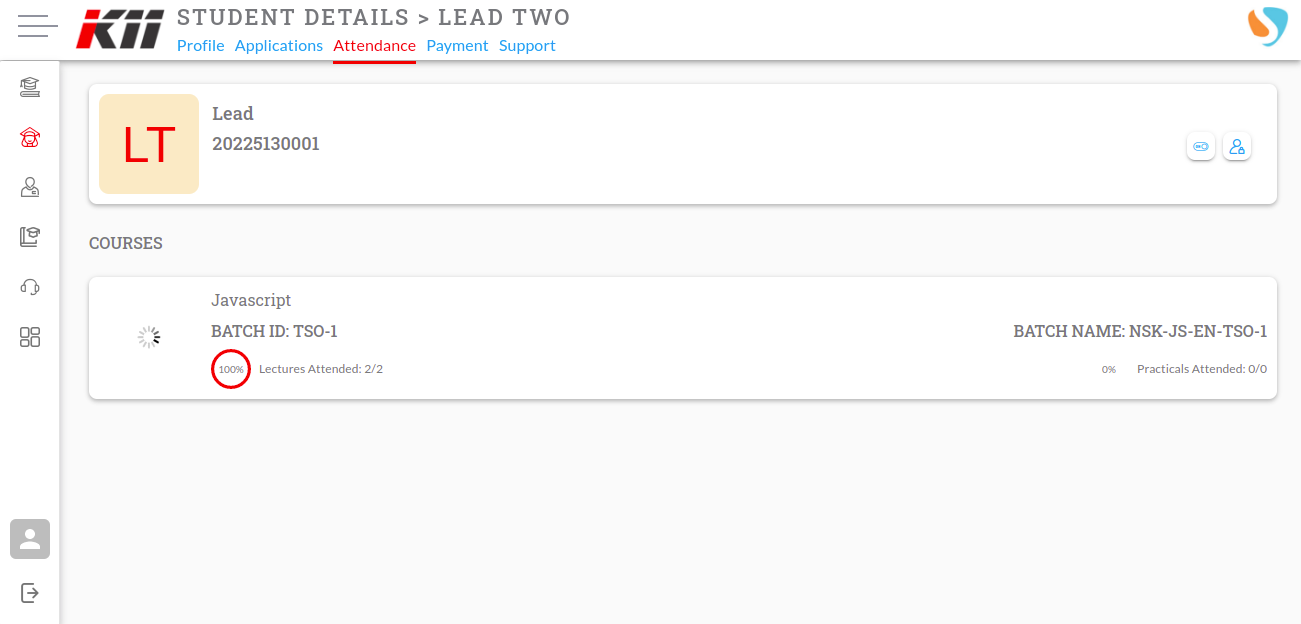 KII
STUDENT DETAILS > LEAD TWO
Profile Applications Attendance Payment Support
LT
Lead
20225130001
COURSES
Javascript
BATCH ID: TSO-1 BATCH NAME: NSK-JS-EN-TSO-1
100% Lectures Attended: 2/2 0% Practicals Attended: 0/0